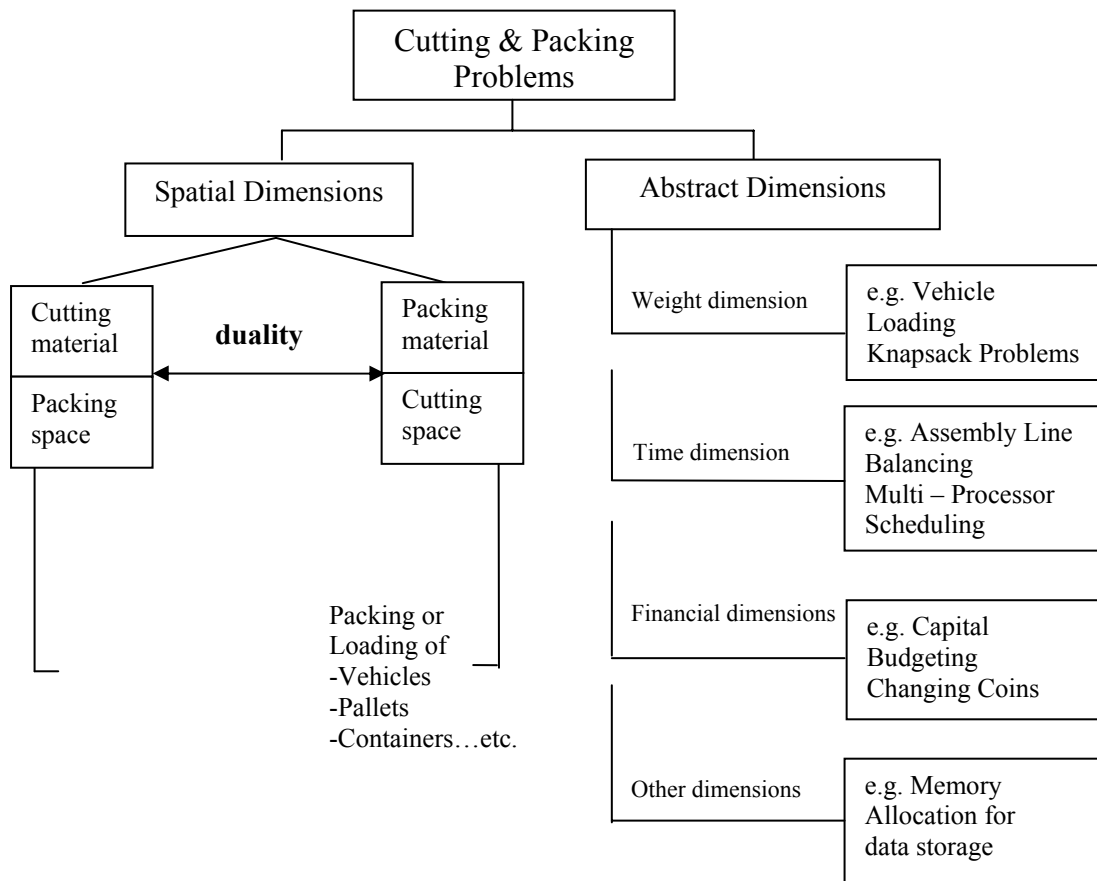 Cutting & Packing
Problems
Spatial Dimensions
Abstract Dimensions
Cutting
material
duality
Packing
material
Packing
space
Cutting
space
Packing or
Loading of
-Vehicles
-Pallets
-Containers…etc.
Weight dimension
e.g. Vehicle
Loading
Knapsack Problems
Time dimension
e.g. Assembly Line
Balancing
Multi – Processor
Scheduling
Financial dimensions
e.g. Capital
Budgeting
Changing Coins
Other dimensions
e.g. Memory
Allocation for
data storage